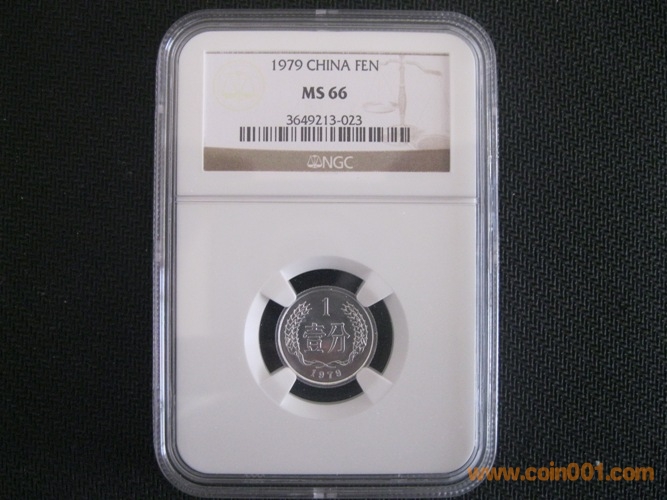 1979 CHINA FEN
MS 66
3649213-023
NGC
1
壹分
1979
www.coin001.com